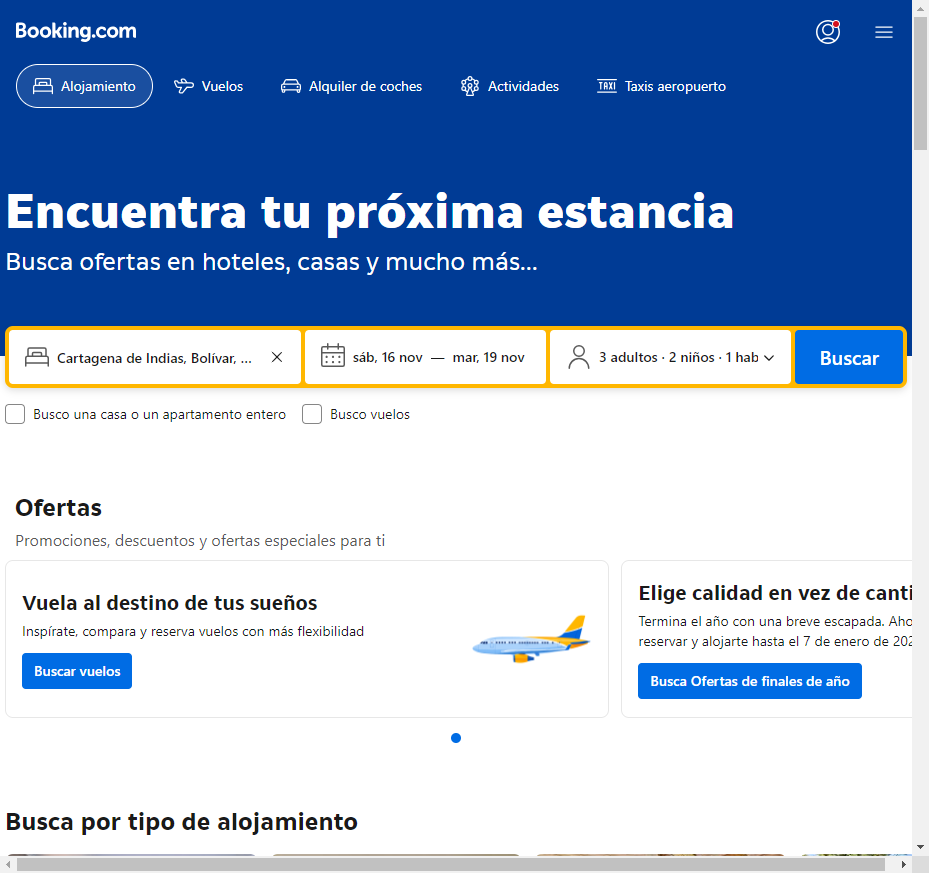 Booking.com
Alojamiento
Vuelos
Alquiler de coches
Actividades
TAXI Taxis aeropuerto
Encuentra tu próxima estancia
Busca ofertas en hoteles, casas y mucho más...
Cartagena de Indias, Bolívar, ...
sáb, 16 nov — mar, 19 nov
3 adultos · 2 niños · 1 hab
Buscar
Busco una casa o un apartamento entero
Busco vuelos
Ofertas
Promociones, descuentos y ofertas especiales para ti
Vuela al destino de tus sueños
Inspírate, compara y reserva vuelos con más flexibilidad
Buscar vuelos
Elige calidad en vez de canti
Termina el año con una breve escapada. Aho
reservar y alojarte hasta el 7 de enero de 202
Busca Ofertas de finales de año
Busca por tipo de alojamiento